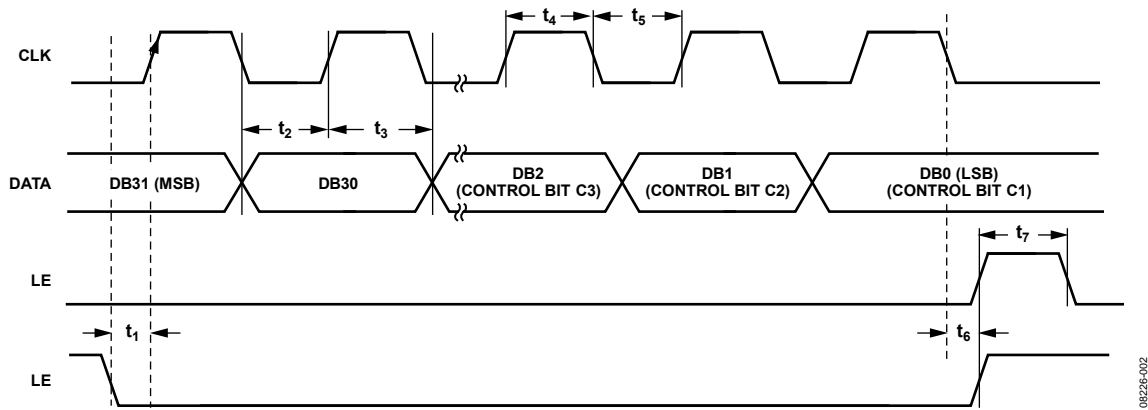 t4
t5
CLK
t2
t3
DATA
DB31 (MSB)
DB30
DB2
(CONTROL BIT C3)
DB1
(CONTROL BIT C2)
DB0 (LSB)
(CONTROL BIT C1)
t7
LE
t1
t6
LE
08226-002